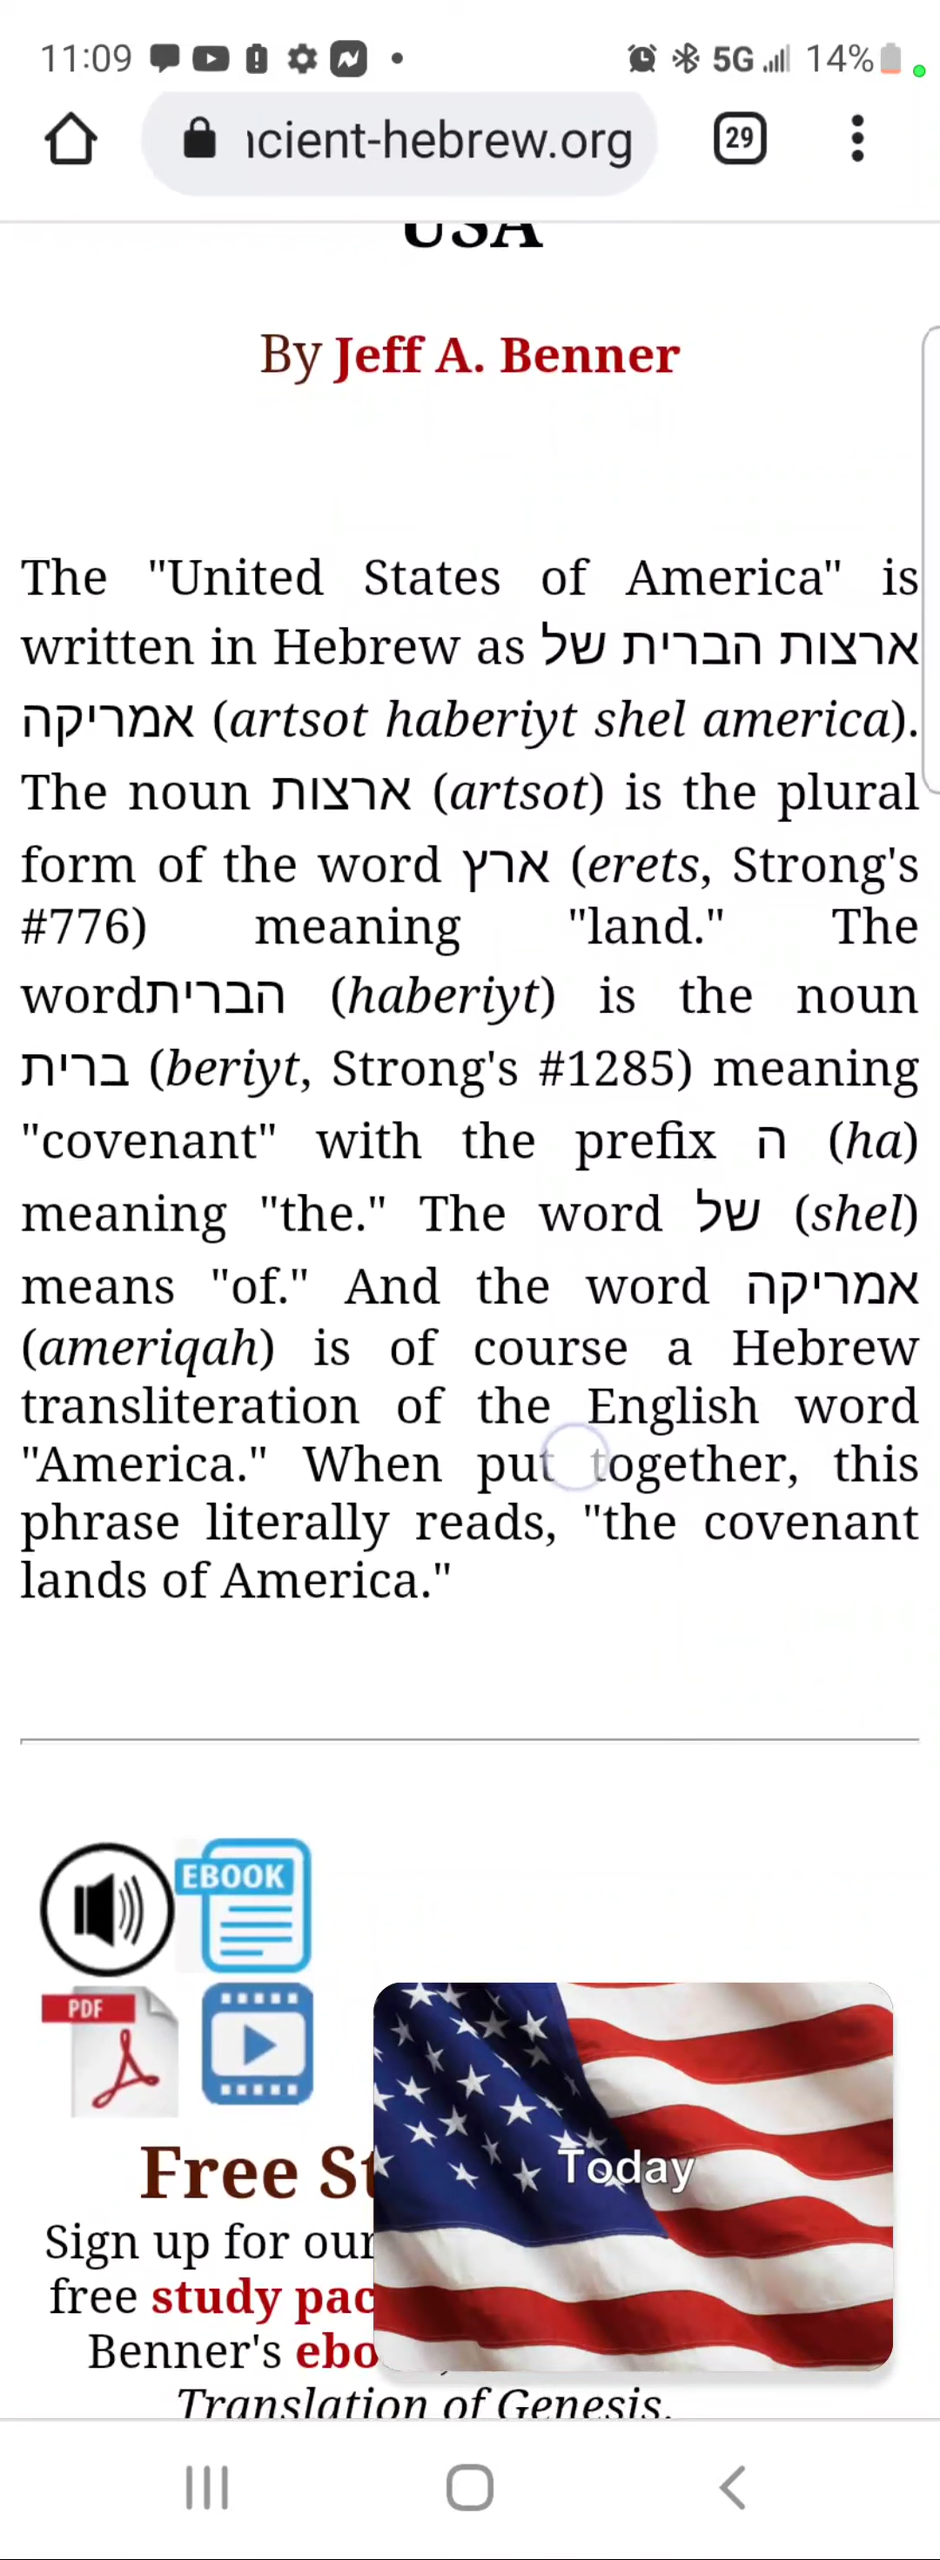 11:09
5G
14%
ncient-hebrew.org
29
USA
By Jeff A. Benner
The "United States of America" is
written in Hebrew as ארצות הברית של
אמריקה (artsot haberiyt shel america).
The noun ארצות (artsot) is the plural
form of the word ארץ (erets, Strong's
#776) meaning "land." The
wordהברית (haberiyt) is the noun
ברית (beriyt, Strong's #1285) meaning
"covenant" with the prefix ה (ha)
meaning "the." The word של (shel)
means "of." And the word אמריקה
(ameriqah) is of course a Hebrew
transliteration of the English word
"America." When put together, this
phrase literally reads, "the covenant
lands of America."
EBOOK
PDF
Free St
Today
Sign up for our
free study pac
Benner's ebo
Translation of Genesis.